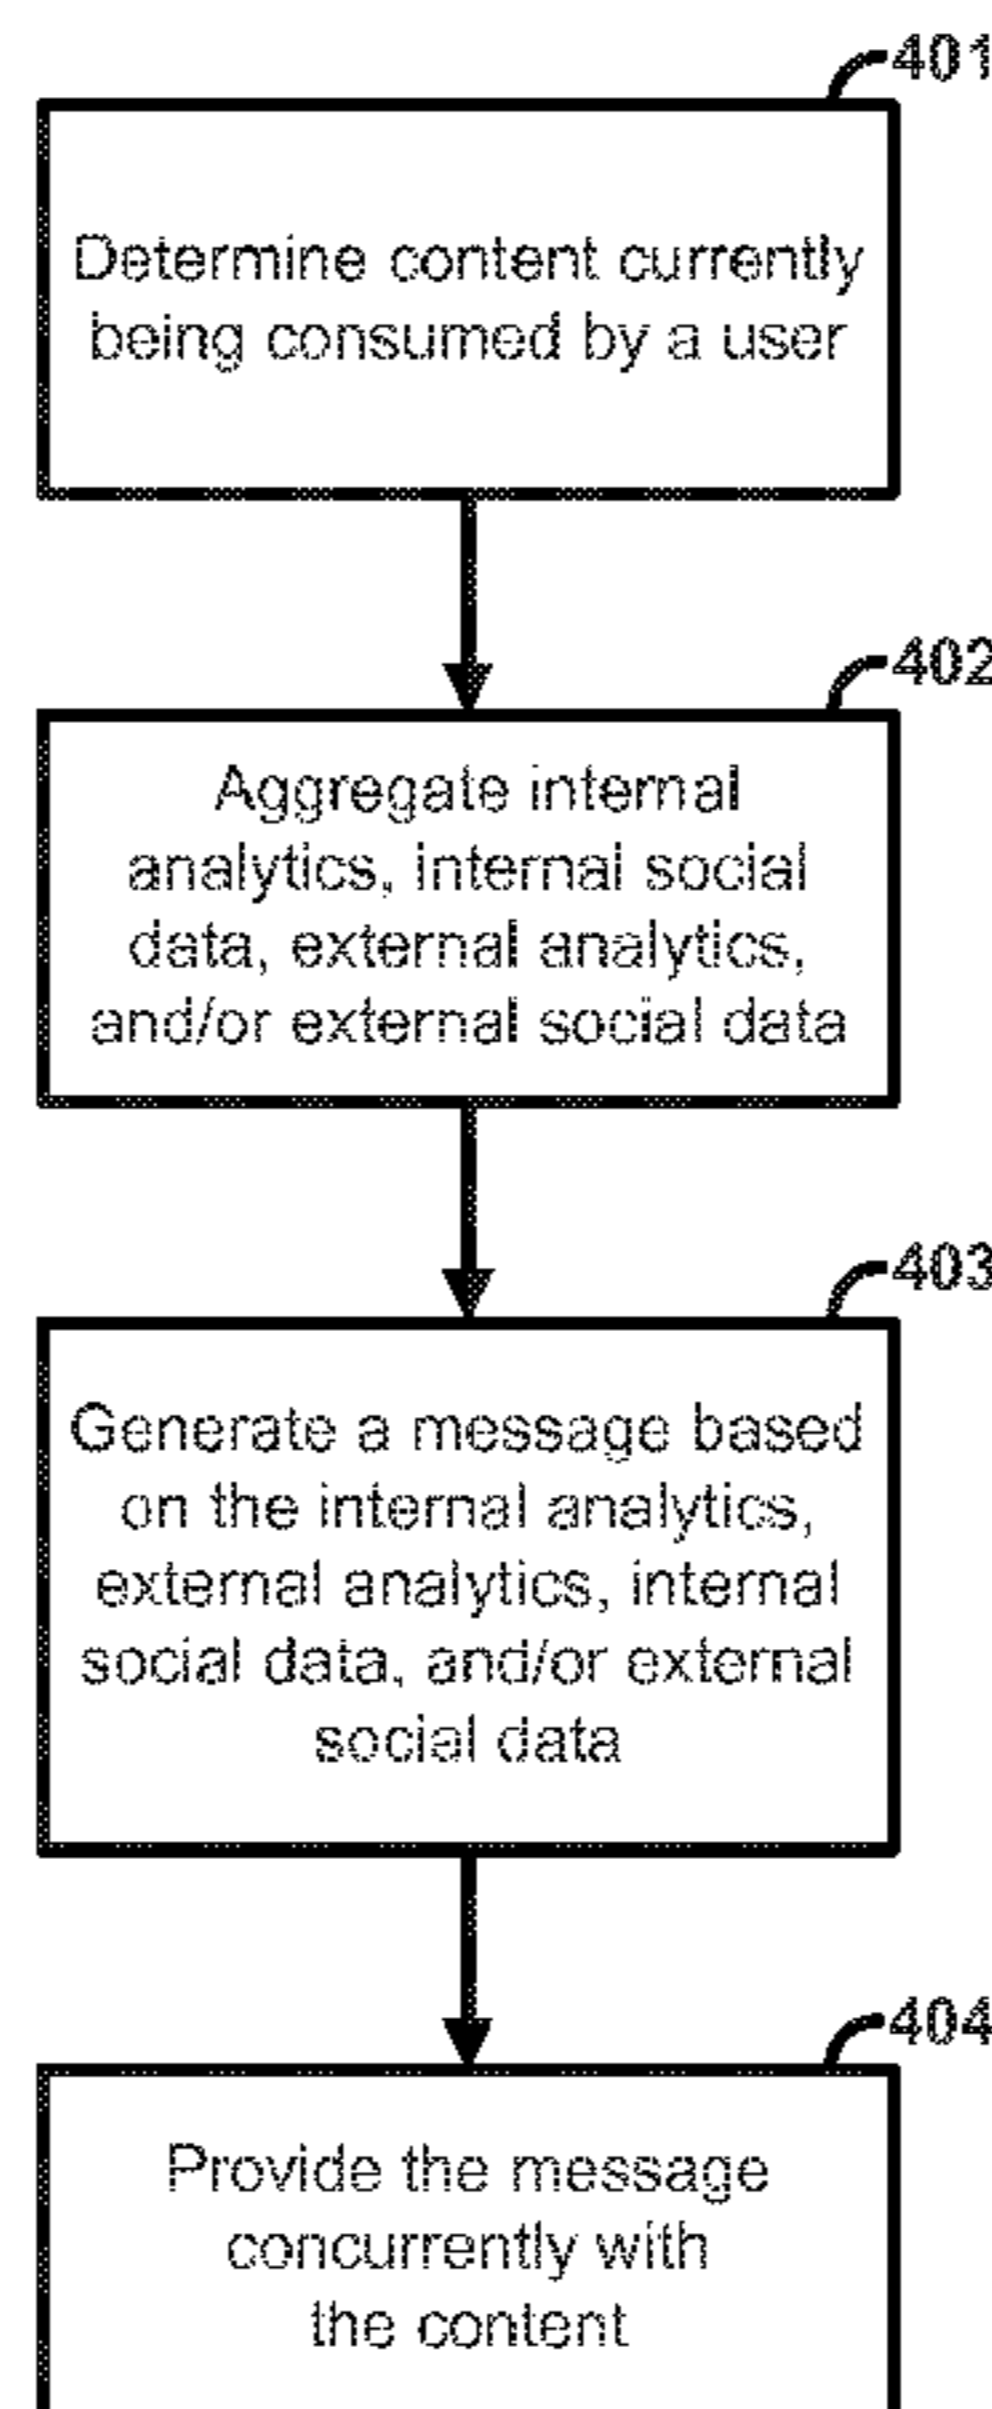 401
Determine content currently
being consumed by a user
402
Aggregate internal
analytics, internal social
data, external analytics,
and/or external social data
403
Generate a message based
on the internal analytics,
external analytics, internal
social data, and/or external
social data
404
Provide the message
concurrently with
the content